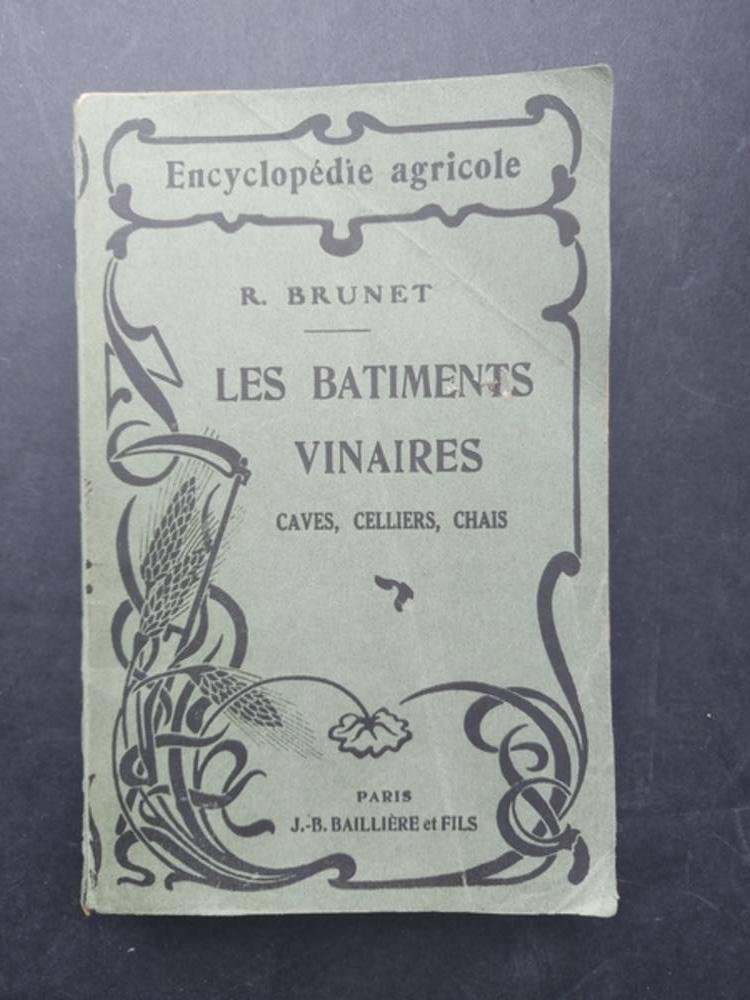 Encyclopédie agricole
R. BRUNET
LES BATIMENTS
VINAIRES
CAVES, CELLIERS, CHAIS
PARIS
J.-B. BAILLIÈRE et FILS